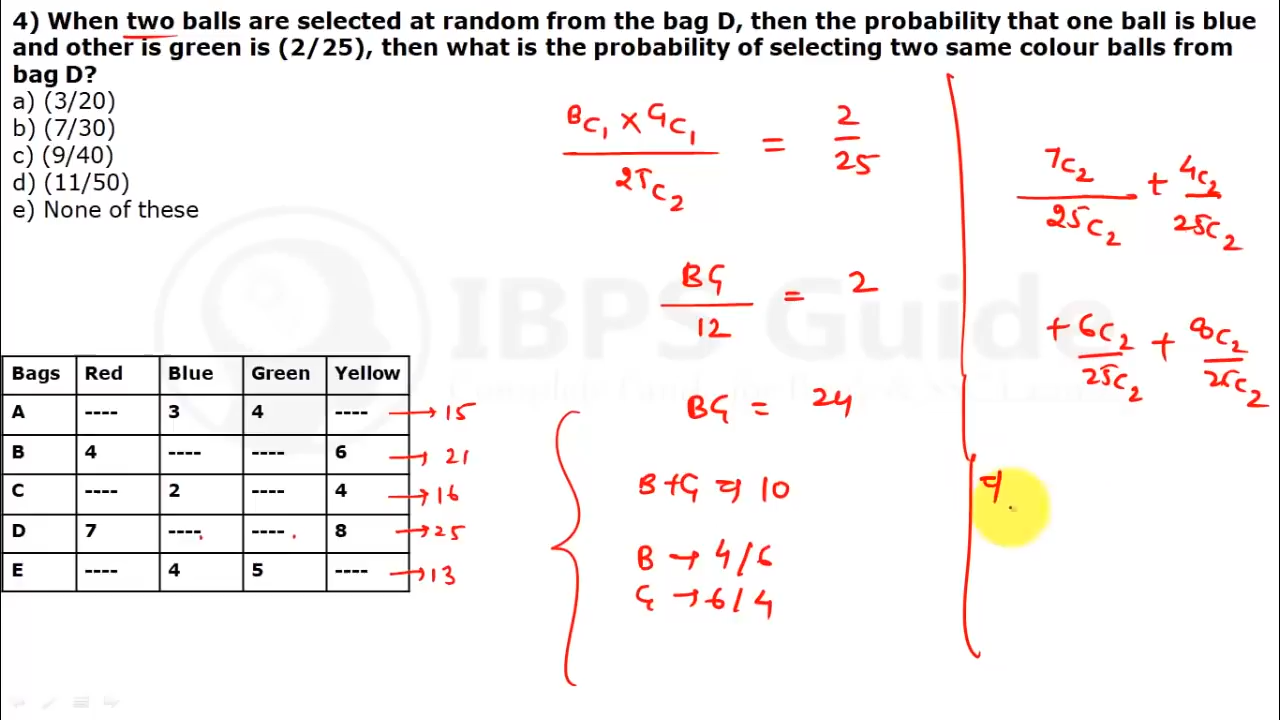 4) When two balls are selected at random from the bag D, then the probability that one ball is blue
and other is green is (2/25), then what is the probability of selecting two same colour balls from
bag D?
a) (3/20)
b) (7/30)
c) (9/40)
d) (11/50)
e) None of these
BC1 × GC1 / 25C2 = 2/25
BG/12 = 2
BG = 24
B+G ⇒ 10
B → 4/6
G → 6/4
7C2/25C2 + 4C2/25C2
+ 6C2/25C2 + 8C2/25C2
⇒
IBPS Guide
Bags Red Blue Green Yellow
A ---- 3 4 ---- → 15
B 4 ---- ---- 6 → 21
C ---- 2 ---- 4 → 16
D 7 ---- ---- 8 → 25
E ---- 4 5 ---- → 13